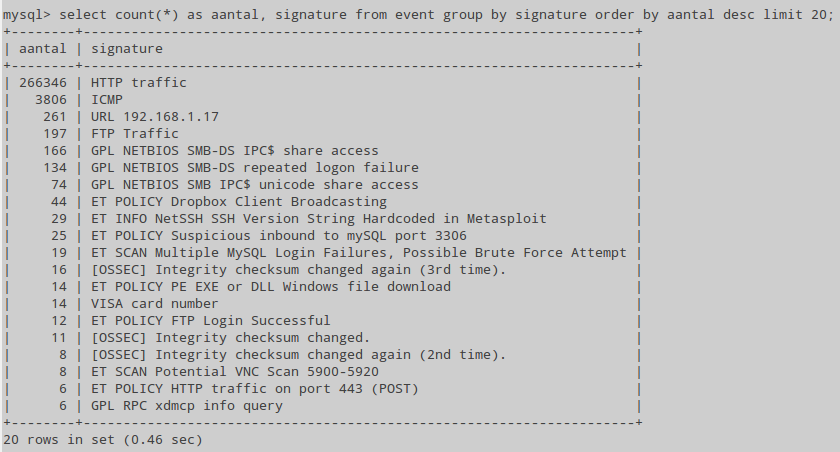 mysql> select count(*) as aantal, signature from event group by signature order by aantal desc limit 20;
+--------+---------------------------------------------------------------------+
| aantal | signature                                                           |
+--------+---------------------------------------------------------------------+
| 266346 | HTTP traffic                                                        |
|   3806 | ICMP                                                                |
|    261 | URL 192.168.1.17                                                    |
|    197 | FTP Traffic                                                         |
|    166 | GPL NETBIOS SMB-DS IPC$ share access                                |
|    134 | GPL NETBIOS SMB-DS repeated logon failure                           |
|     74 | GPL NETBIOS SMB IPC$ unicode share access                           |
|     44 | ET POLICY Dropbox Client Broadcasting                               |
|     29 | ET INFO NetSSH SSH Version String Hardcoded in Metasploit           |
|     25 | ET POLICY Suspicious inbound to mySQL port 3306                     |
|     19 | ET SCAN Multiple MySQL Login Failures, Possible Brute Force Attempt |
|     16 | [OSSEC] Integrity checksum changed again (3rd time).                |
|     14 | ET POLICY PE EXE or DLL Windows file download                       |
|     14 | VISA card number                                                    |
|     12 | ET POLICY FTP Login Successful                                      |
|     11 | [OSSEC] Integrity checksum changed.                                 |
|      8 | [OSSEC] Integrity checksum changed again (2nd time).                |
|      8 | ET SCAN Potential VNC Scan 5900-5920                                |
|      6 | ET POLICY HTTP traffic on port 443 (POST)                           |
|      6 | GPL RPC xdmcp info query                                            |
+--------+---------------------------------------------------------------------+
20 rows in set (0.46 sec)